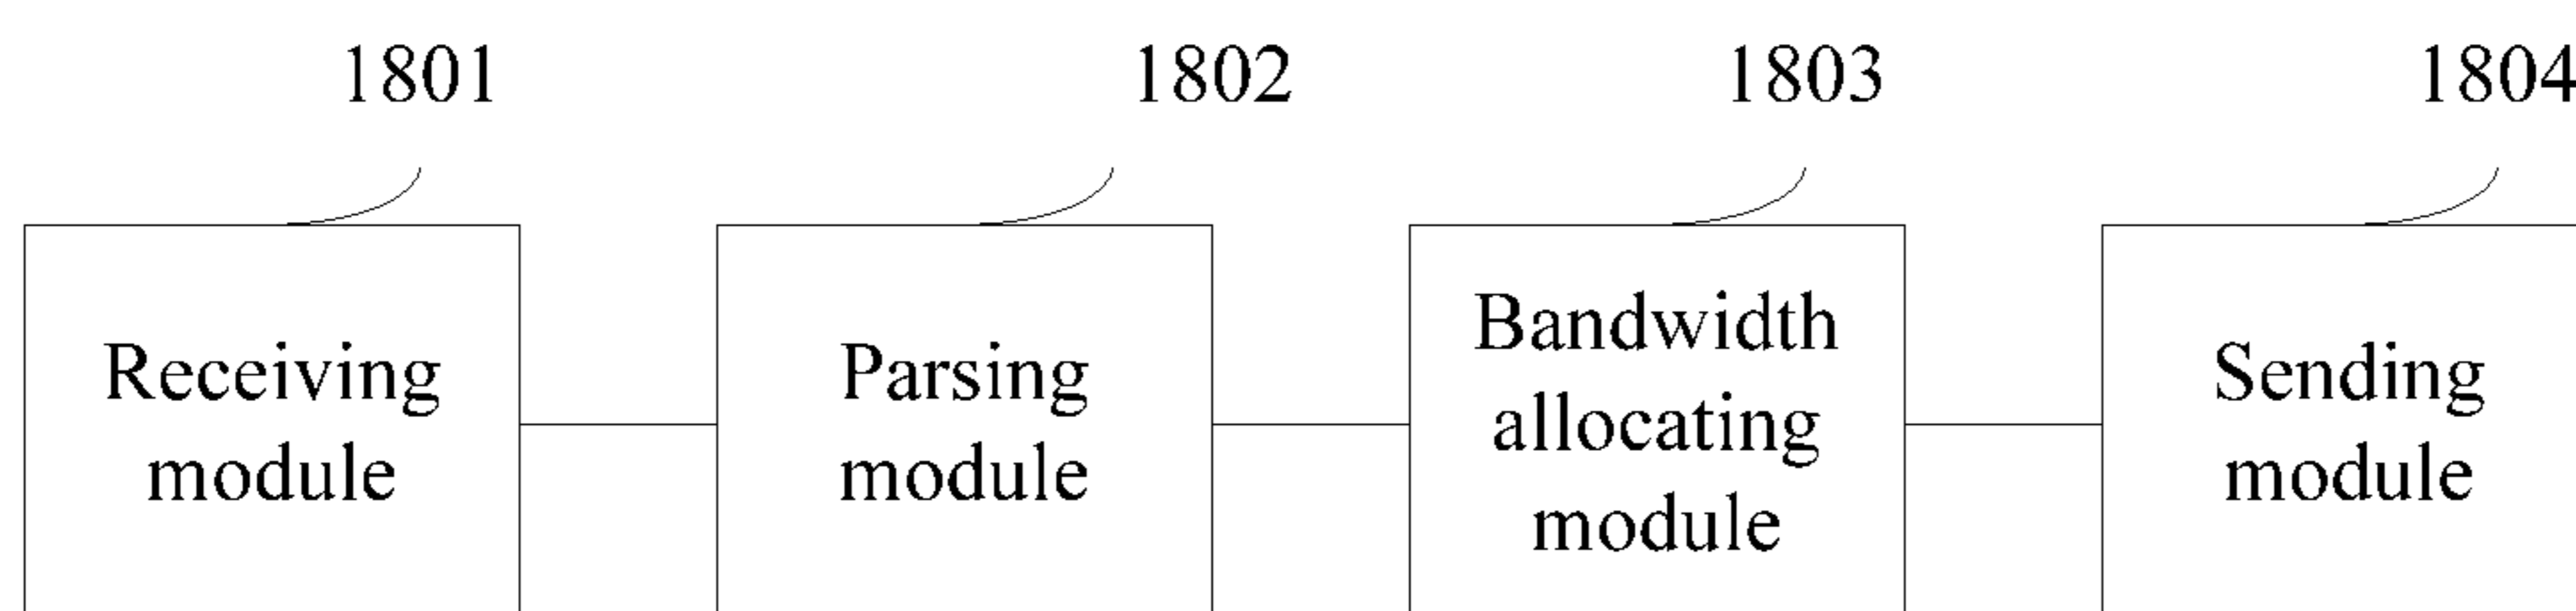 1801
1802
1803
1804
Receiving
module
Parsing
module
Bandwidth
allocating
module
Sending
module